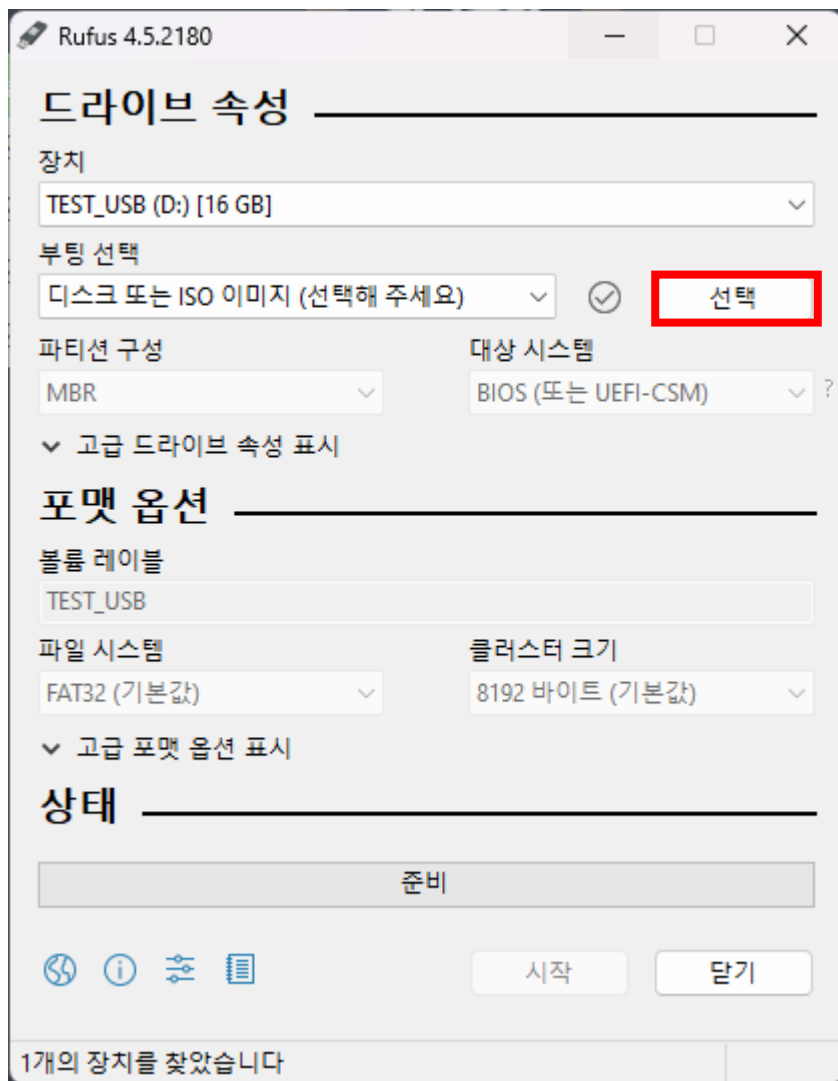 Rufus 4.5.2180
드라이브 속성
장치
TEST_USB (D:) [16 GB]
부팅 선택
디스크 또는 ISO 이미지 (선택해 주세요)
선택
파티션 구성
대상 시스템
MBR
BIOS (또는 UEFI-CSM)
?
고급 드라이브 속성 표시
포맷 옵션
볼륨 레이블
TEST_USB
파일 시스템
클러스터 크기
FAT32 (기본값)
8192 바이트 (기본값)
고급 포맷 옵션 표시
상태
준비
시작
닫기
1개의 장치를 찾았습니다